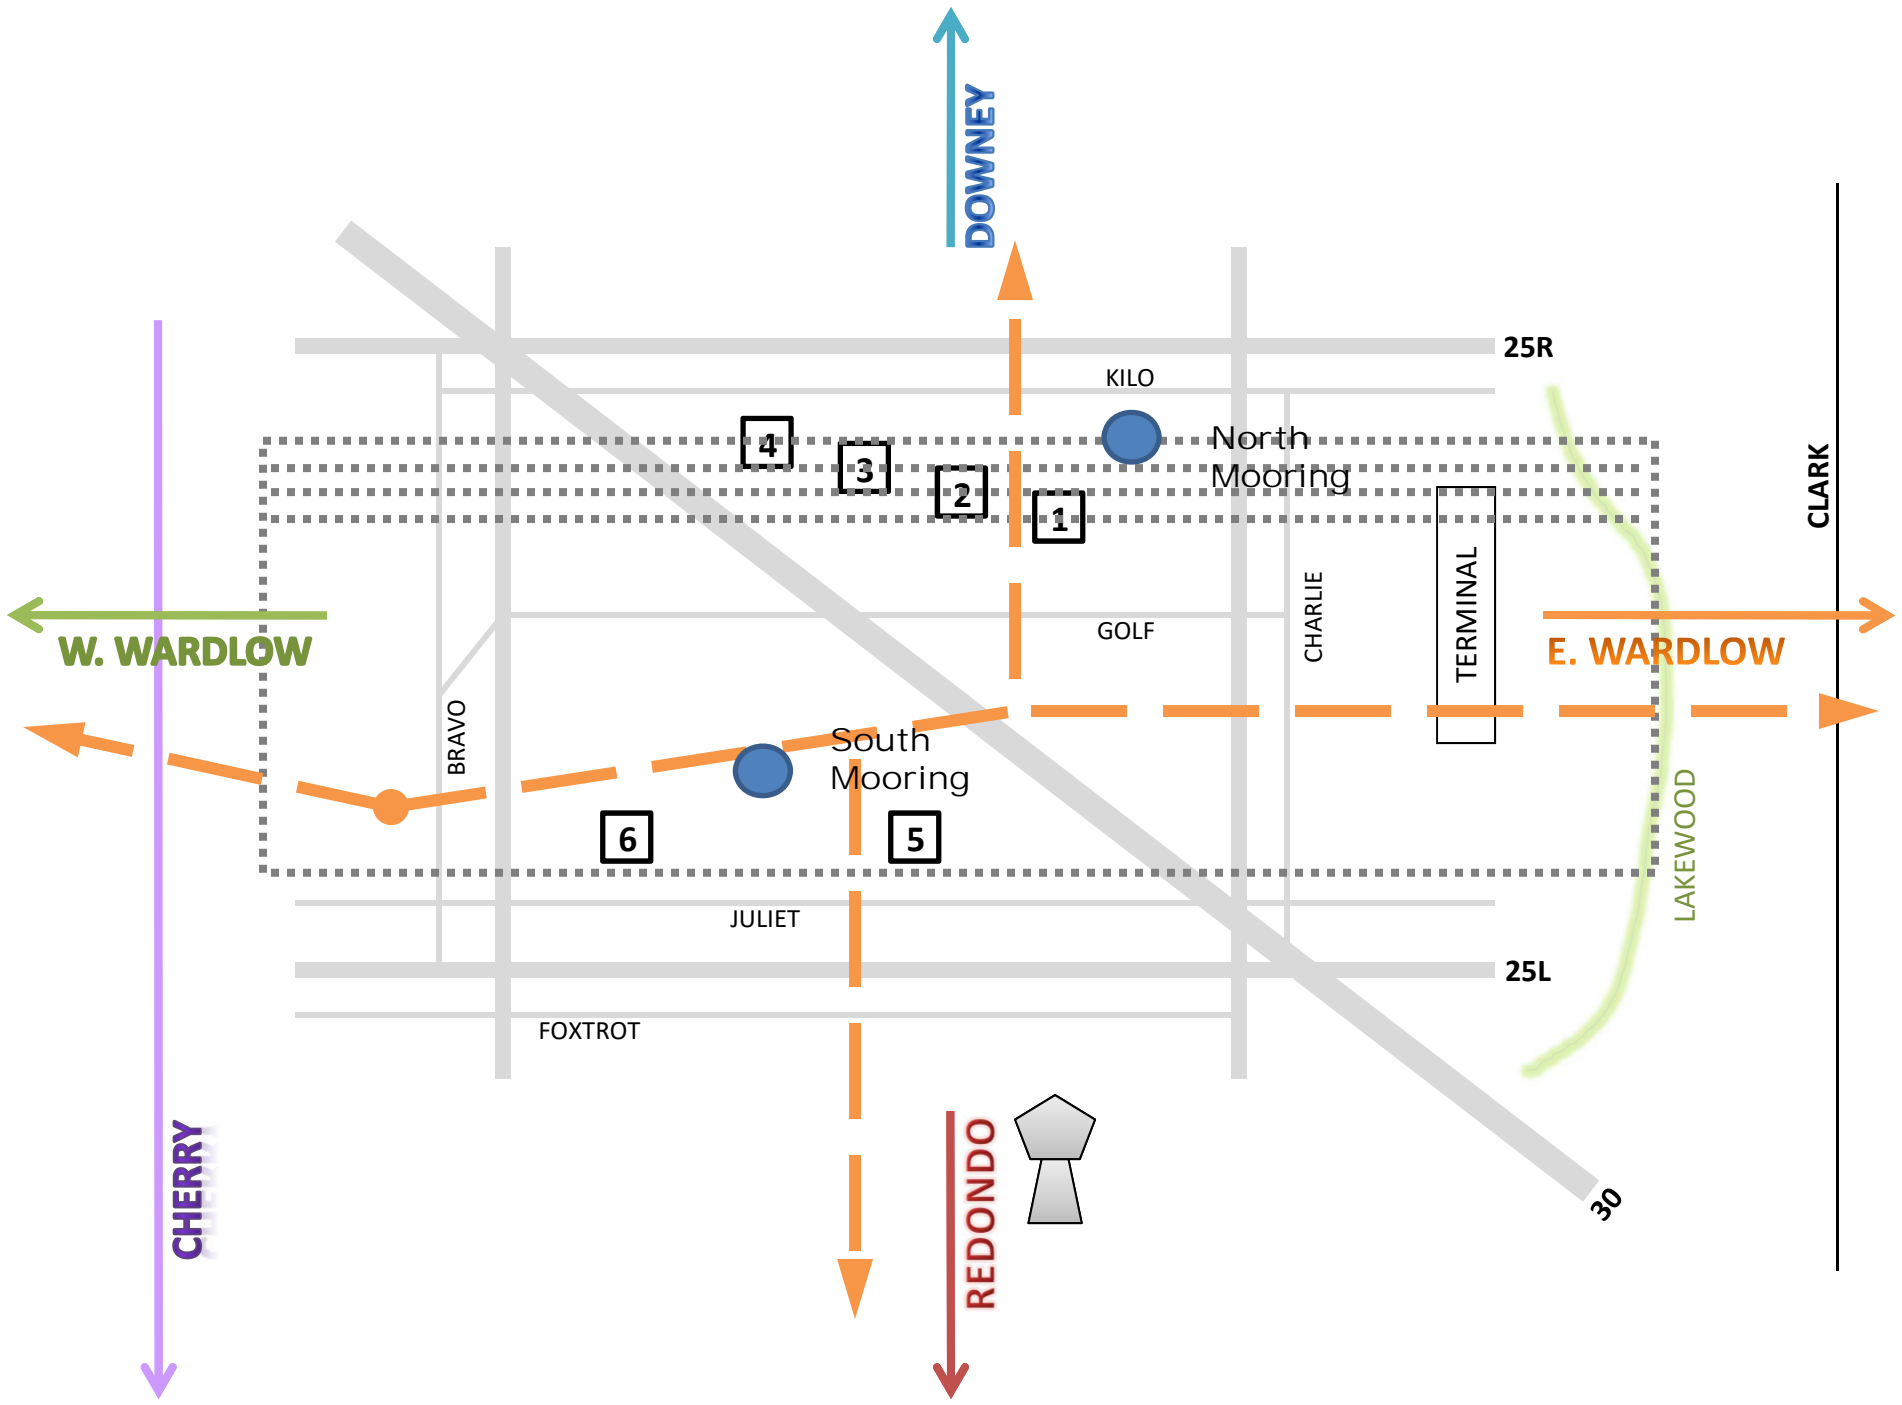 DOWNEY
25R
KILO
4
3
2
1
North
Mooring
CLARK
TERMINAL
CHARLIE
GOLF
W. WARDLOW
E. WARDLOW
BRAVO
South
Mooring
6
5
LAKEWOOD
JULIET
25L
FOXTROT
CHERRY
REDONDO
30